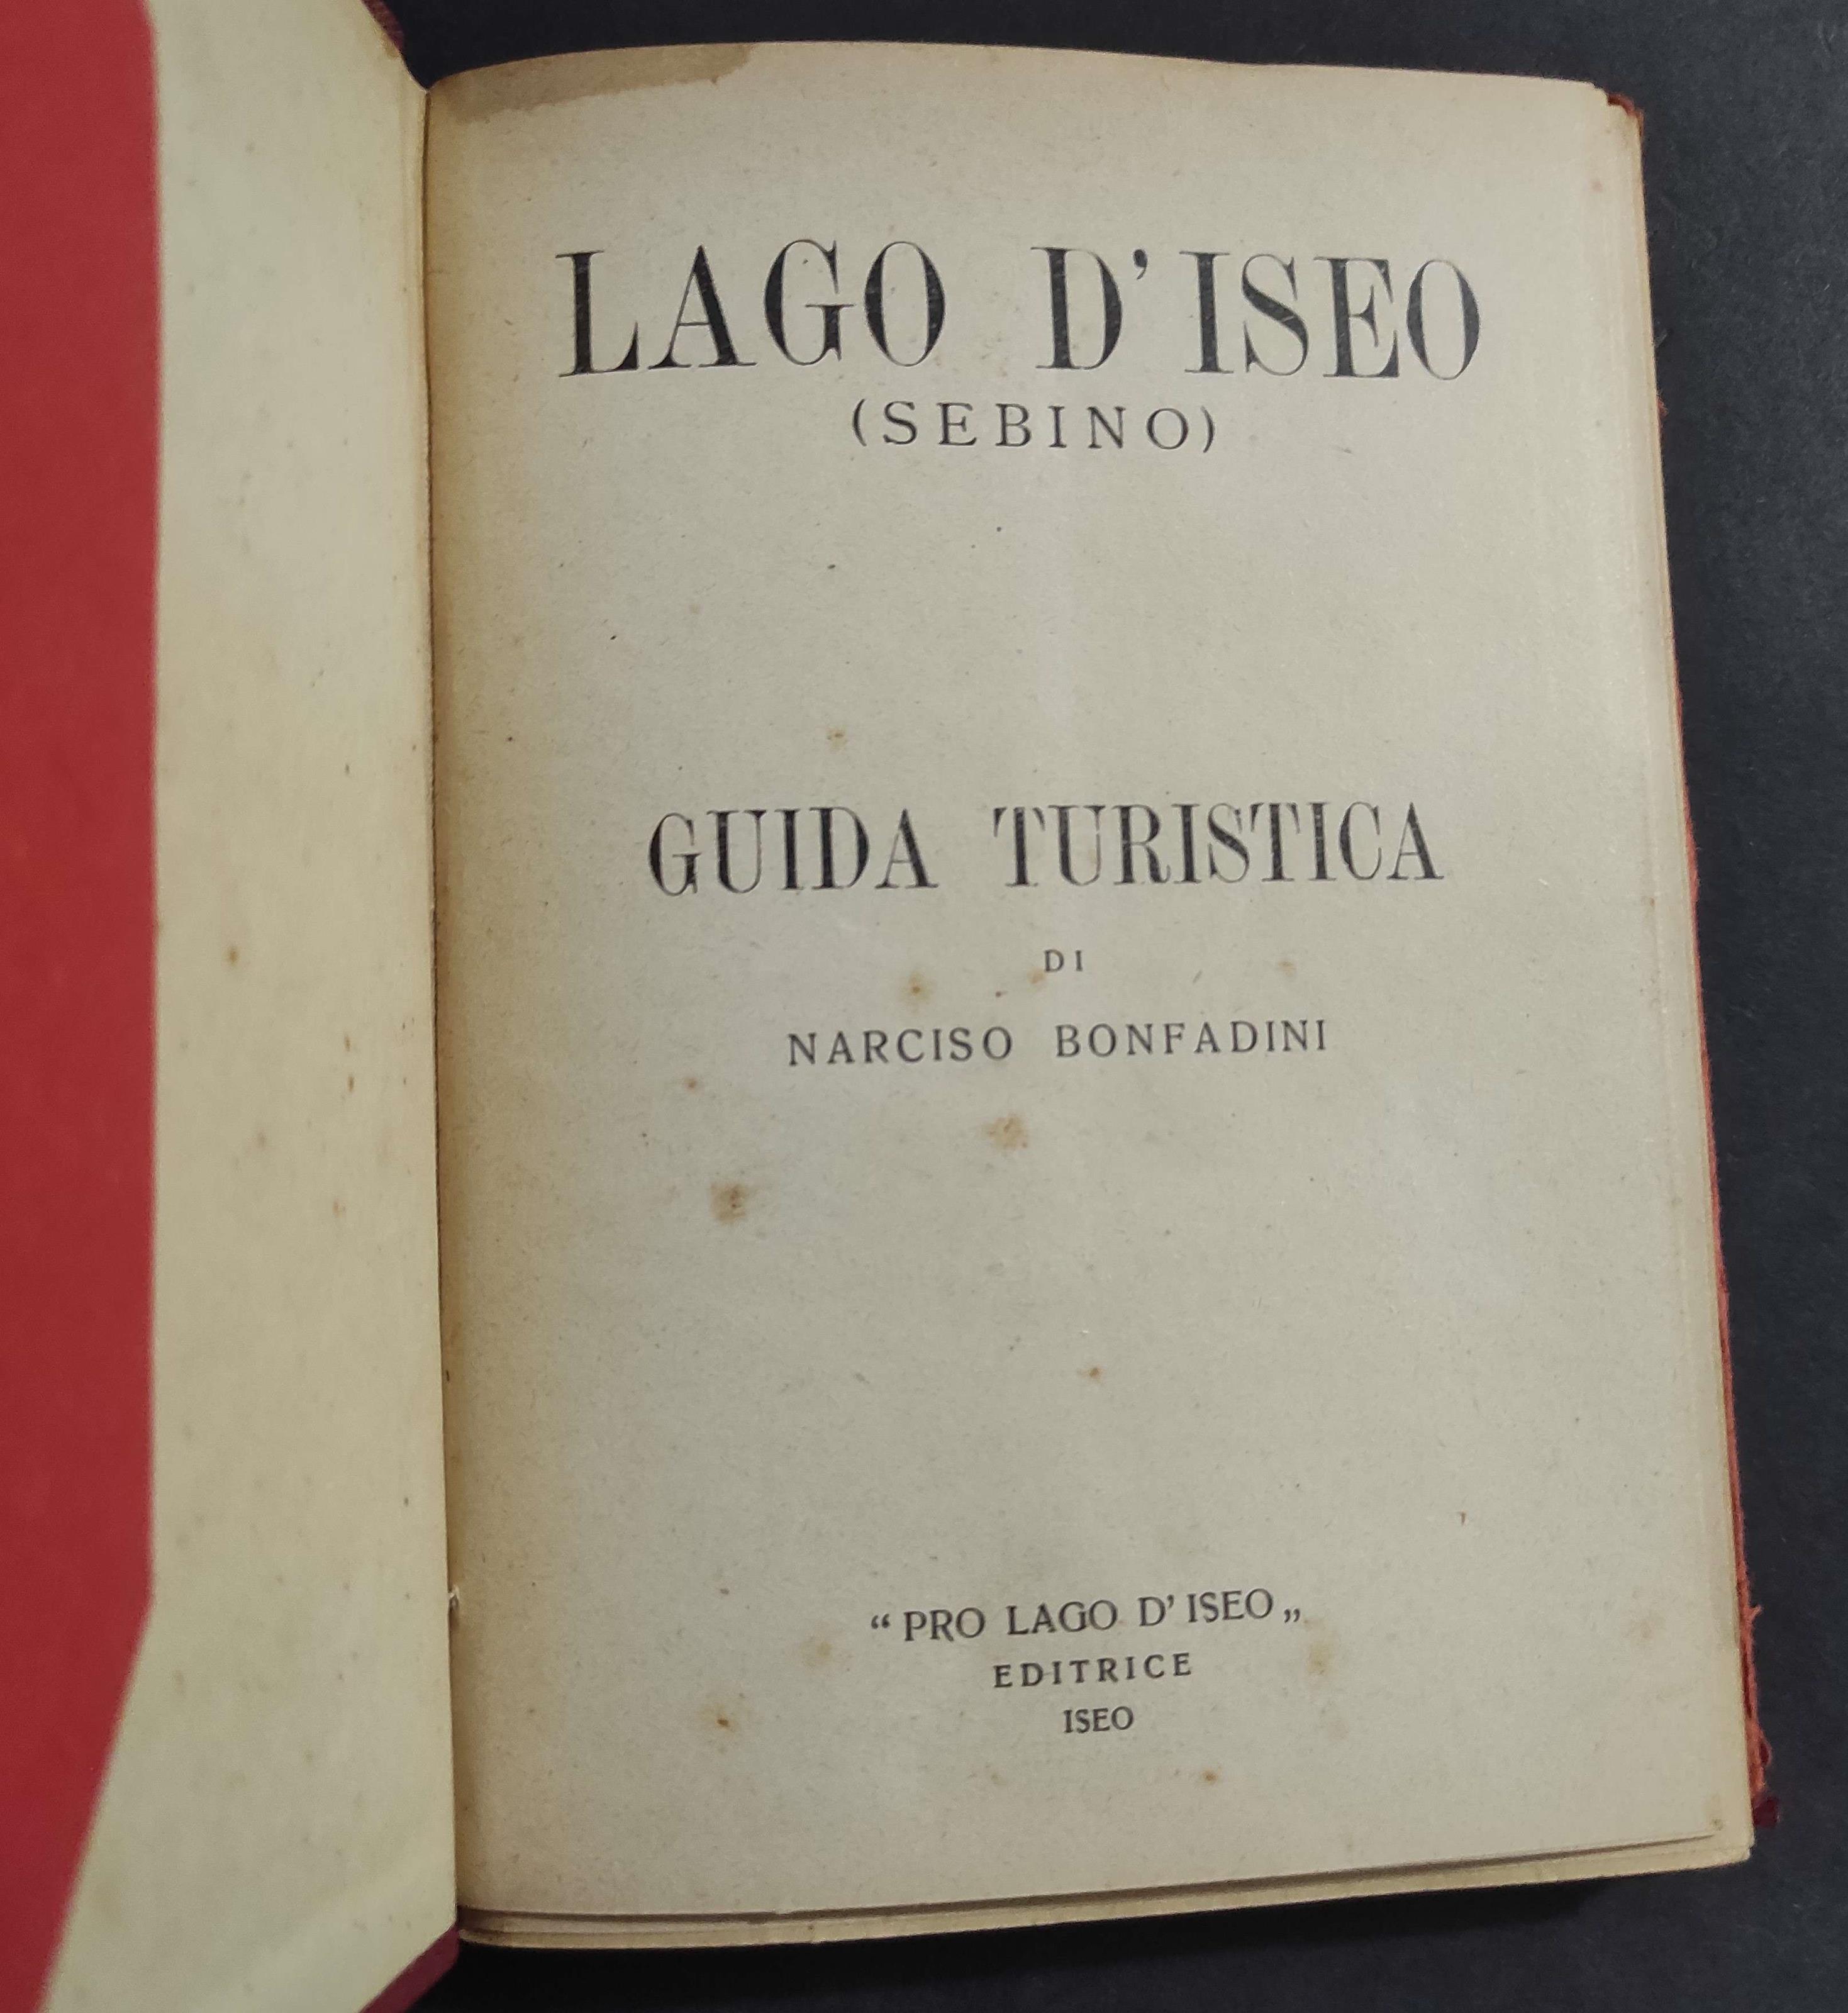 LAGO D'ISEO
(SEBINO)
GUIDA TURISTICA
DI
NARCISO BONFADINI
“PRO LAGO D'ISEO„
EDITRICE
ISEO